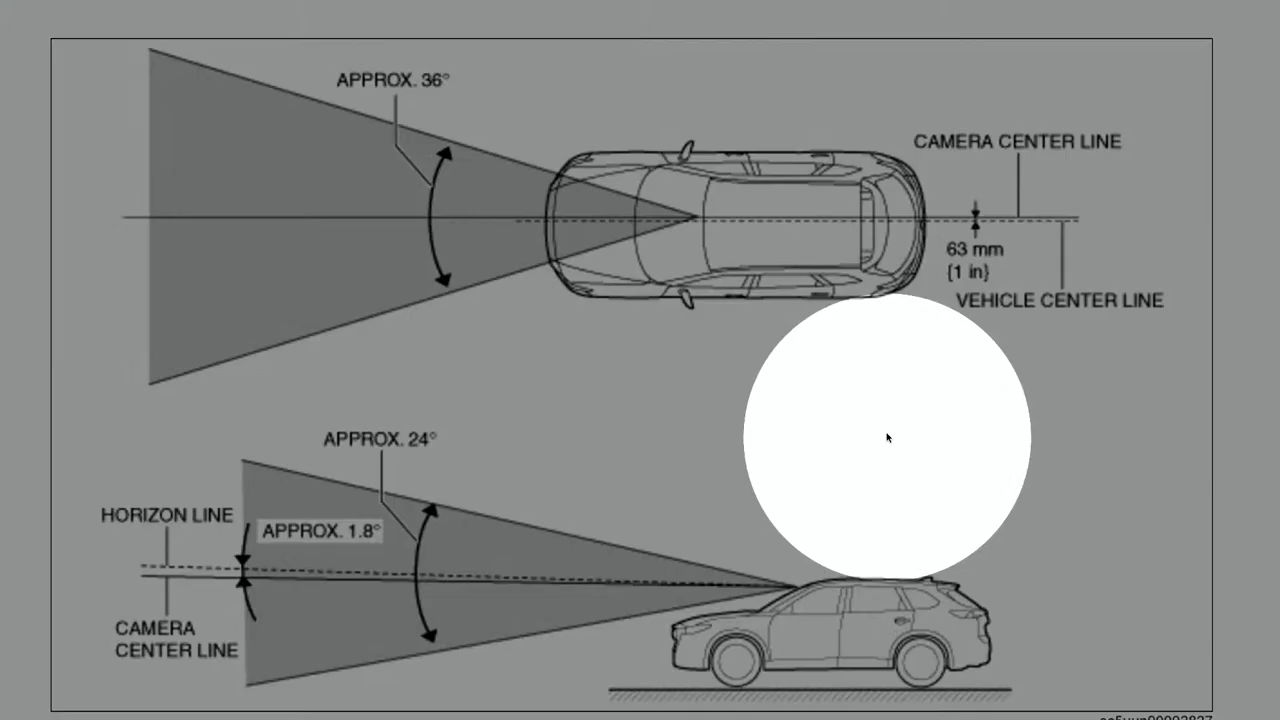 APPROX. 36°
CAMERA CENTER LINE
63 mm
{1 in}
VEHICLE CENTER LINE
APPROX. 24°
HORIZON LINE
APPROX. 1.8°
CAMERA
CENTER LINE